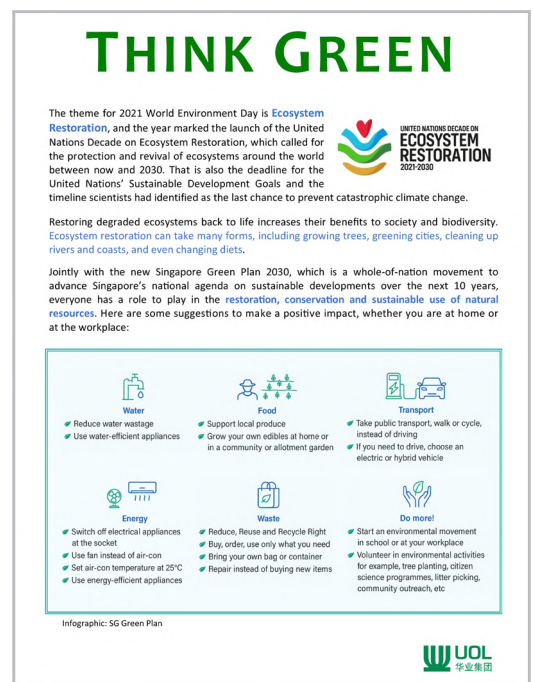 THINK GREEN
The theme for 2021 World Environment Day is Ecosystem
Restoration, and the year marked the launch of the United
Nations Decade on Ecosystem Restoration, which called for
the protection and revival of ecosystems around the world
between now and 2030. That is also the deadline for the
United Nations' Sustainable Development Goals and the
timeline scientists had identified as the last chance to prevent catastrophic climate change.
UNITED NATIONS DECADE ON
ECOSYSTEM
RESTORATION
2021-2030
Restoring degraded ecosystems back to life increases their benefits to society and biodiversity.
Ecosystem restoration can take many forms, including growing trees, greening cities, cleaning up
rivers and coasts, and even changing diets.
Jointly with the new Singapore Green Plan 2030, which is a whole-of-nation movement to
advance Singapore's national agenda on sustainable developments over the next 10 years,
everyone has a role to play in the restoration, conservation and sustainable use of natural
resources. Here are some suggestions to make a positive impact, whether you are at home or
at the workplace:
Water
Reduce water wastage
Use water-efficient appliances
Food
Support local produce
Grow your own edibles at home or
in a community or allotment garden
Transport
Take public transport, walk or cycle,
instead of driving
If you need to drive, choose an
electric or hybrid vehicle
Energy
Switch off electrical appliances
at the socket
Use fan instead of air-con
Set air-con temperature at 25°C
Use energy-efficient appliances
Waste
Reduce, Reuse and Recycle Right
Buy, order, use only what you need
Bring your own bag or container
Repair instead of buying new items
Do more!
Start an environmental movement
in school or at your workplace
Volunteer in environmental activities
for example, tree planting, citizen
science programmes, litter picking,
community outreach, etc
Infographic: SG Green Plan
UOL
华业集团